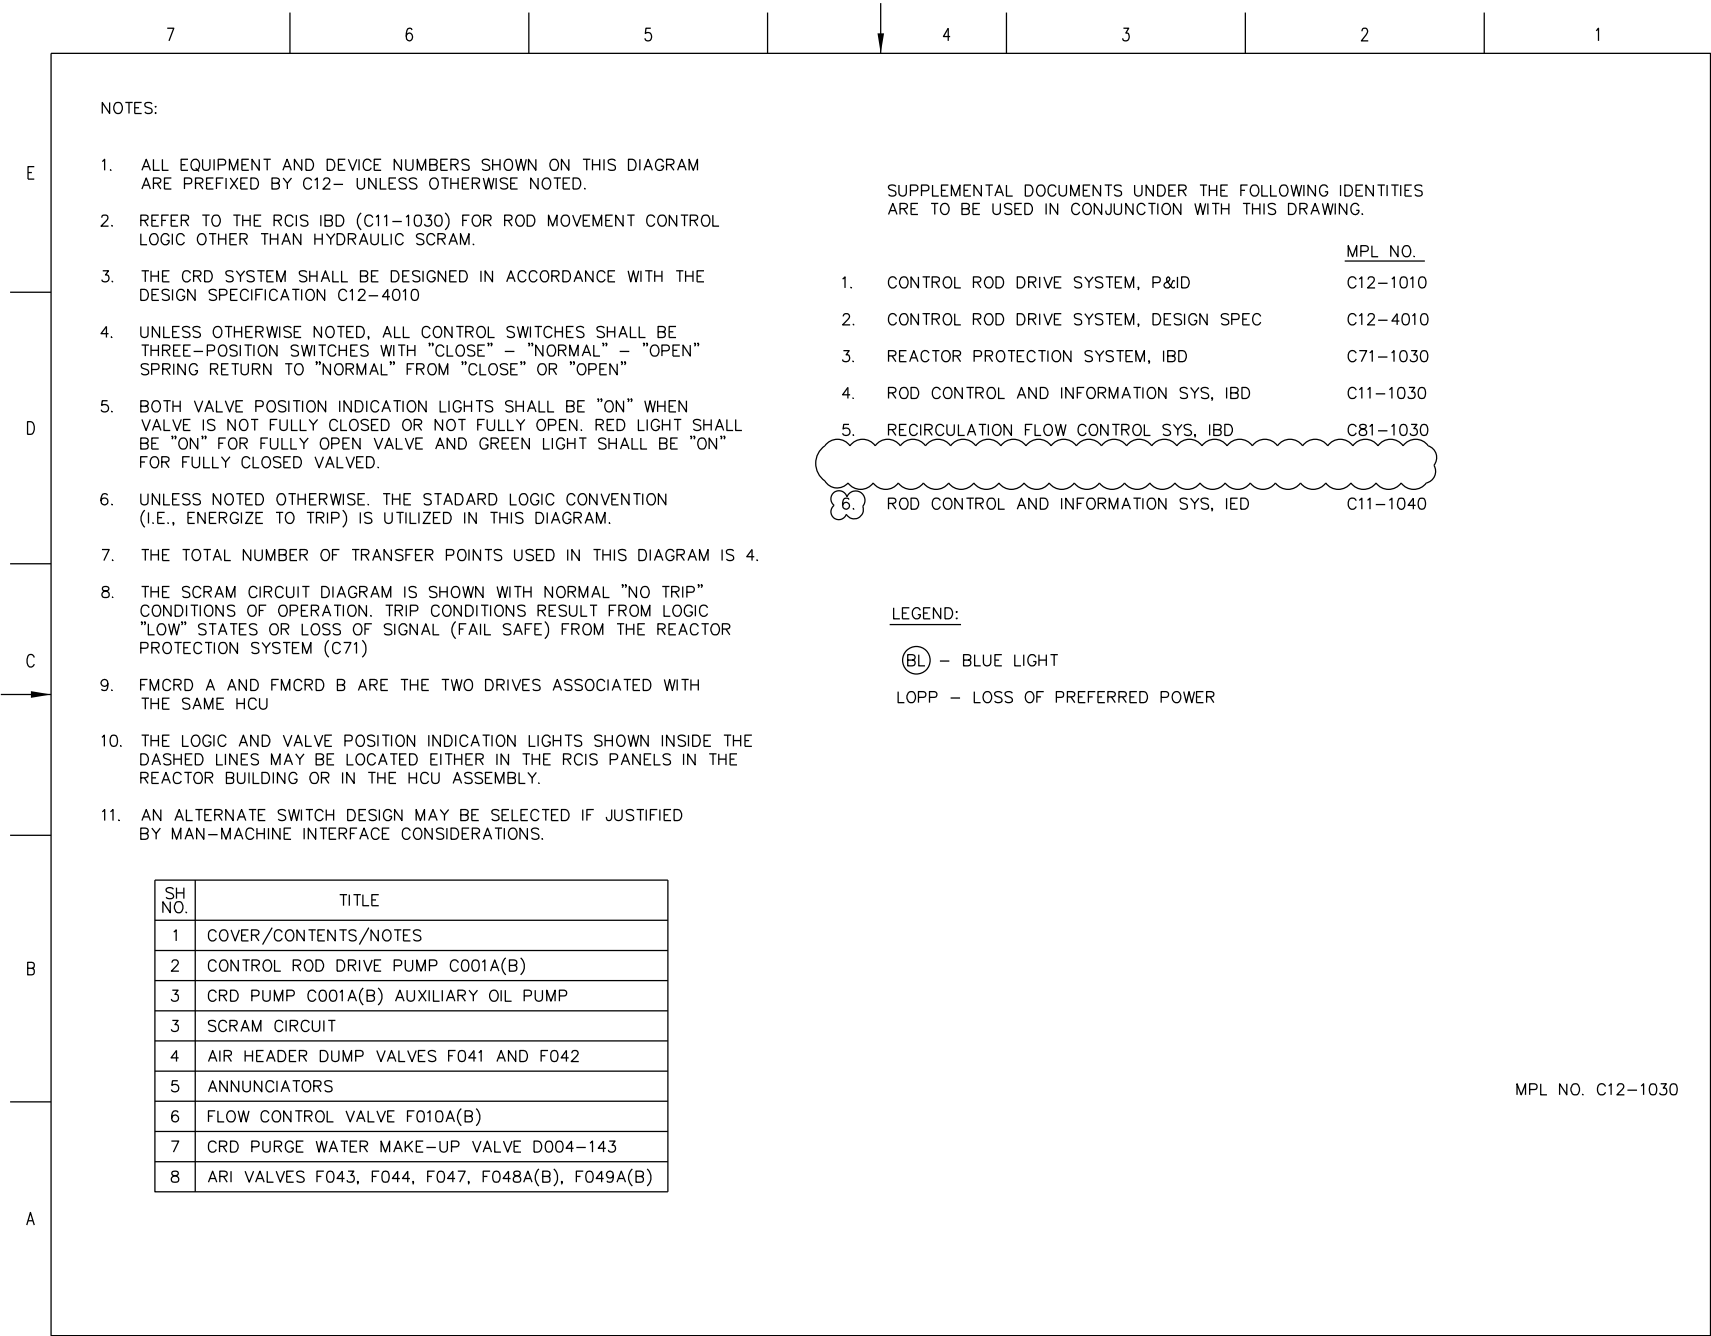 7 6 5 4 3 2 1
NOTES:
1. ALL EQUIPMENT AND DEVICE NUMBERS SHOWN ON THIS DIAGRAM
ARE PREFIXED BY C12– UNLESS OTHERWISE NOTED.
2. REFER TO THE RCIS IBD (C11–1030) FOR ROD MOVEMENT CONTROL
LOGIC OTHER THAN HYDRAULIC SCRAM.
3. THE CRD SYSTEM SHALL BE DESIGNED IN ACCORDANCE WITH THE
DESIGN SPECIFICATION C12–4010
4. UNLESS OTHERWISE NOTED, ALL CONTROL SWITCHES SHALL BE
THREE–POSITION SWITCHES WITH "CLOSE" – "NORMAL" – "OPEN"
SPRING RETURN TO "NORMAL" FROM "CLOSE" OR "OPEN"
5. BOTH VALVE POSITION INDICATION LIGHTS SHALL BE "ON" WHEN
VALVE IS NOT FULLY CLOSED OR NOT FULLY OPEN. RED LIGHT SHALL
BE "ON" FOR FULLY OPEN VALVE AND GREEN LIGHT SHALL BE "ON"
FOR FULLY CLOSED VALVED.
6. UNLESS NOTED OTHERWISE. THE STADARD LOGIC CONVENTION
(I.E., ENERGIZE TO TRIP) IS UTILIZED IN THIS DIAGRAM.
7. THE TOTAL NUMBER OF TRANSFER POINTS USED IN THIS DIAGRAM IS 4.
8. THE SCRAM CIRCUIT DIAGRAM IS SHOWN WITH NORMAL "NO TRIP"
CONDITIONS OF OPERATION. TRIP CONDITIONS RESULT FROM LOGIC
"LOW" STATES OR LOSS OF SIGNAL (FAIL SAFE) FROM THE REACTOR
PROTECTION SYSTEM (C71)
9. FMCRD A AND FMCRD B ARE THE TWO DRIVES ASSOCIATED WITH
THE SAME HCU
10. THE LOGIC AND VALVE POSITION INDICATION LIGHTS SHOWN INSIDE THE
DASHED LINES MAY BE LOCATED EITHER IN THE RCIS PANELS IN THE
REACTOR BUILDING OR IN THE HCU ASSEMBLY.
11. AN ALTERNATE SWITCH DESIGN MAY BE SELECTED IF JUSTIFIED
BY MAN–MACHINE INTERFACE CONSIDERATIONS.
SH NO. TITLE
1 COVER/CONTENTS/NOTES
2 CONTROL ROD DRIVE PUMP C001A(B)
3 CRD PUMP C001A(B) AUXILIARY OIL PUMP
3 SCRAM CIRCUIT
4 AIR HEADER DUMP VALVES F041 AND F042
5 ANNUNCIATORS
6 FLOW CONTROL VALVE F010A(B)
7 CRD PURGE WATER MAKE–UP VALVE D004–143
8 ARI VALVES F043, F044, F047, F048A(B), F049A(B)
SUPPLEMENTAL DOCUMENTS UNDER THE FOLLOWING IDENTITIES
ARE TO BE USED IN CONJUNCTION WITH THIS DRAWING.
MPL NO.
1. CONTROL ROD DRIVE SYSTEM, P&ID C12–1010
2. CONTROL ROD DRIVE SYSTEM, DESIGN SPEC C12–4010
3. REACTOR PROTECTION SYSTEM, IBD C71–1030
4. ROD CONTROL AND INFORMATION SYS, IBD C11–1030
5. RECIRCULATION FLOW CONTROL SYS, IBD C81–1030
6. ROD CONTROL AND INFORMATION SYS, IED C11–1040
LEGEND:
BL – BLUE LIGHT
LOPP – LOSS OF PREFERRED POWER
MPL NO. C12–1030
E
D
C
B
A